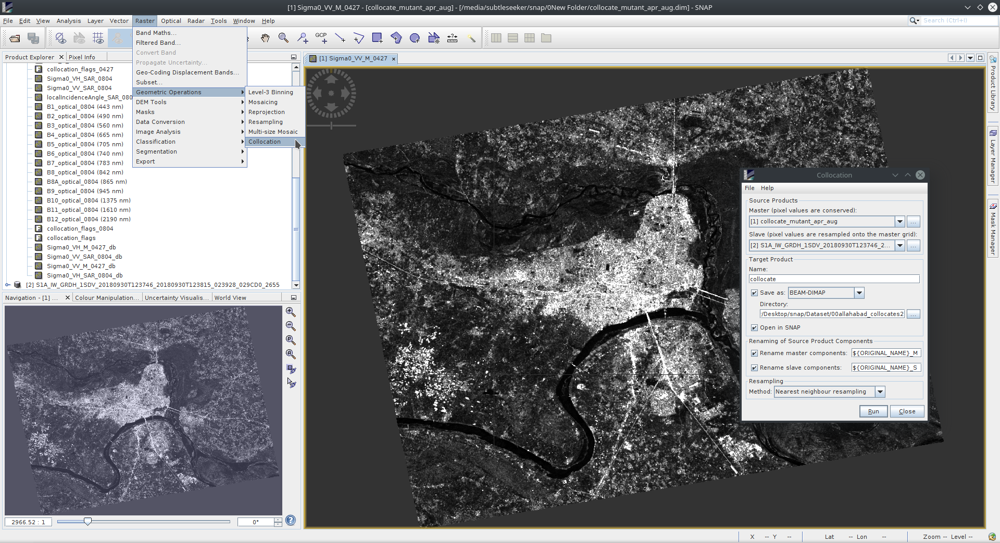 [1] Sigma0_VV_M_0427 - [collocate_mutant_apr_aug] - [/media/subtleseeker/snap/0New Folder/collocate_mutant_apr_aug.dim] - SNAP
File Edit View Analysis Layer Vector Raster Optical Radar Tools Window Help
Search (Ctrl+I)
Band Maths...
Filtered Band...
Convert Band
Propagate Uncertainty...
Geo-Coding Displacement Bands...
Subset...
Geometric Operations
DEM Tools
Masks
Data Conversion
Image Analysis
Classification
Segmentation
Export
Level-3 Binning
Mosaicing
Reprojection
Resampling
Multi-size Mosaic
Collocation
GCP
Product Explorer Pixel Info
collocation_flags_0427
Sigma0_VH_SAR_0804
Sigma0_VV_SAR_0804
localIncidenceAngle_SAR_080
B1_optical_0804 (443 nm)
B2_optical_0804 (490 nm)
B3_optical_0804 (560 nm)
B4_optical_0804 (665 nm)
B5_optical_0804 (705 nm)
B6_optical_0804 (740 nm)
B7_optical_0804 (783 nm)
B8_optical_0804 (842 nm)
B8A_optical_0804 (865 nm)
B9_optical_0804 (945 nm)
B10_optical_0804 (1375 nm)
B11_optical_0804 (1610 nm)
B12_optical_0804 (2190 nm)
collocation_flags_0804
collocation_flags
Sigma0_VH_M_0427_db
Sigma0_VV_SAR_0804_db
Sigma0_VV_M_0427_db
Sigma0_VH_SAR_0804_db
[2] S1A_IW_GRDH_1SDV_20180930T123746_20180930T123815_023928_029CD0_2655
Navigation - [1] ... Colour Manipulation... Uncertainty Visualis... World View
2966.52 : 1
0°
[1] Sigma0_VV_M_0427
Product Library
Layer Manager
Mask Manager
SNAP
Collocation
File Help
Source Products
Master (pixel values are conserved):
[1] collocate_mutant_apr_aug
...
Slave (pixel values are resampled onto the master grid):
[2] S1A_IW_GRDH_1SDV_20180930T123746_2...
...
Target Product
Name:
collocate
Save as: BEAM-DIMAP
Directory:
/Desktop/snap/Dataset/00allahabad_collocates2
...
Open in SNAP
Renaming of Source Product Components
Rename master components: ${ORIGINAL_NAME}_M
Rename slave components: ${ORIGINAL_NAME}_S
Resampling
Method: Nearest neighbour resampling
Run Close
X -- Y -- Lat -- Lon -- Zoom -- Level --